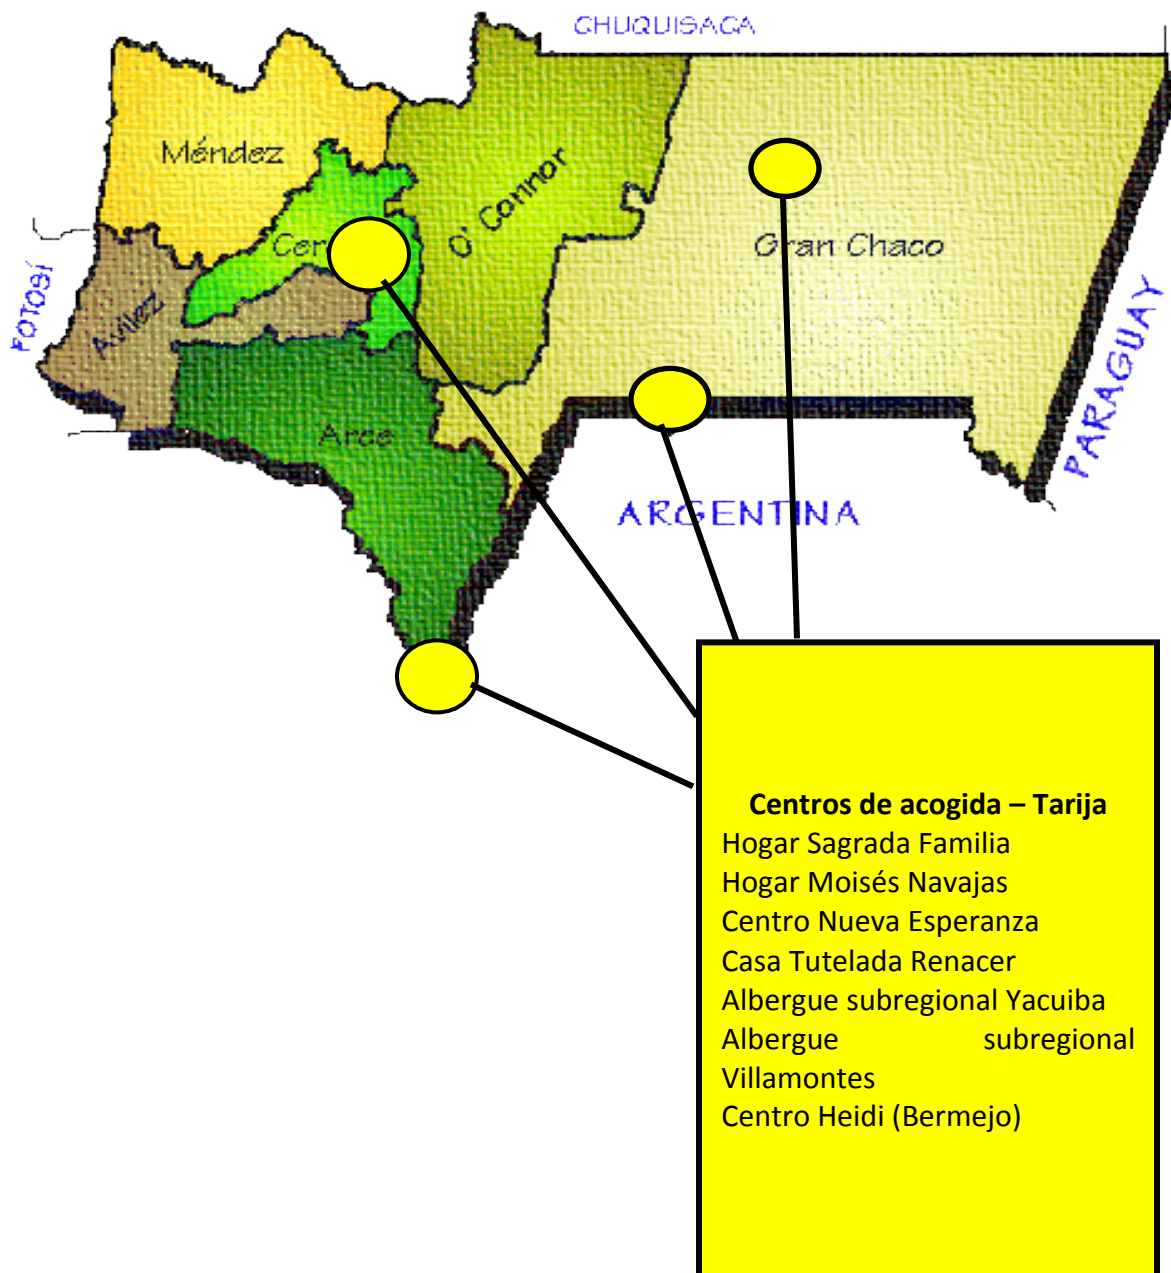 CHUQUISACA
Méndez
O' Connor
Cer
Gran Chaco
POTOSÍ
Avilez
PARAGUAY
Arce
ARGENTINA
Centros de acogida – Tarija
Hogar Sagrada Familia
Hogar Moisés Navajas
Centro Nueva Esperanza
Casa Tutelada Renacer
Albergue subregional Yacuiba
Albergue subregional
Villamontes
Centro Heidi (Bermejo)